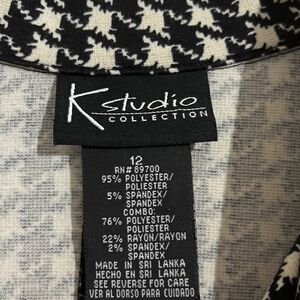 K studio
COLLECTION
12
RN# 89700
95% POLYESTER/
POLIESTER
5% SPANDEX/
SPANDEX
COMBO:
76% POLYESTER/
POLIESTER
22% RAYON/RAYON
2% SPANDEX/
SPANDEX
MADE IN SRI LANKA
HECHO EN SRI LANKA
SEE REVERSE FOR CARE
VER AL DORSO PARA CUIDADO